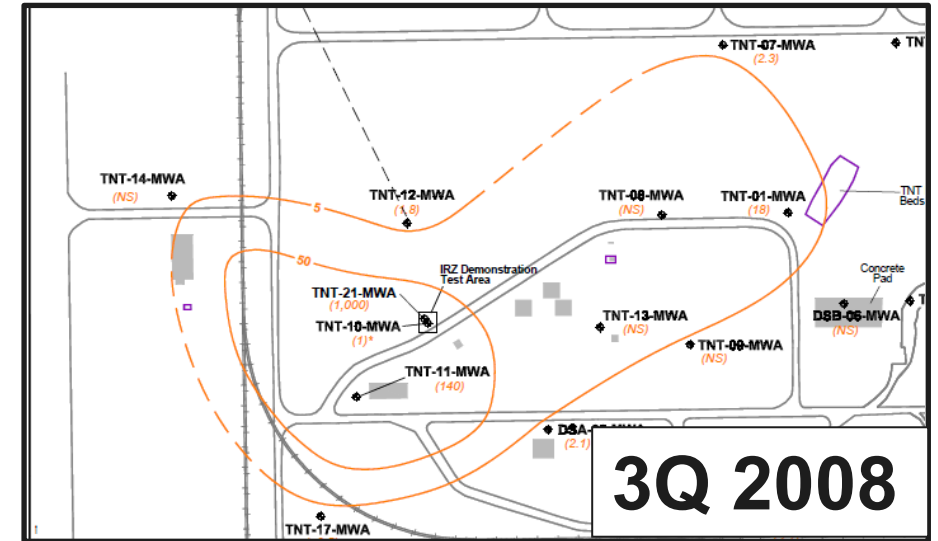 TNT-07-MWA
(2.3)
TNT-14-MWA
(NS)
5
TNT-12-MWA
TNT-08-MWA
(NS)
TNT-01-MWA
(18)
TNT
Beds
50
IRZ Demonstration
Test Area
Concrete
Pad
TNT-21-MWA
(1,000)
TNT-10-MWA
(1)*
TNT-13-MWA
(NS)
DSB-06-MWA
(NS)
TNT-09-MWA
(NS)
TNT-11-MWA
(140)
(2.1)
3Q 2008
TNT-17-MWA